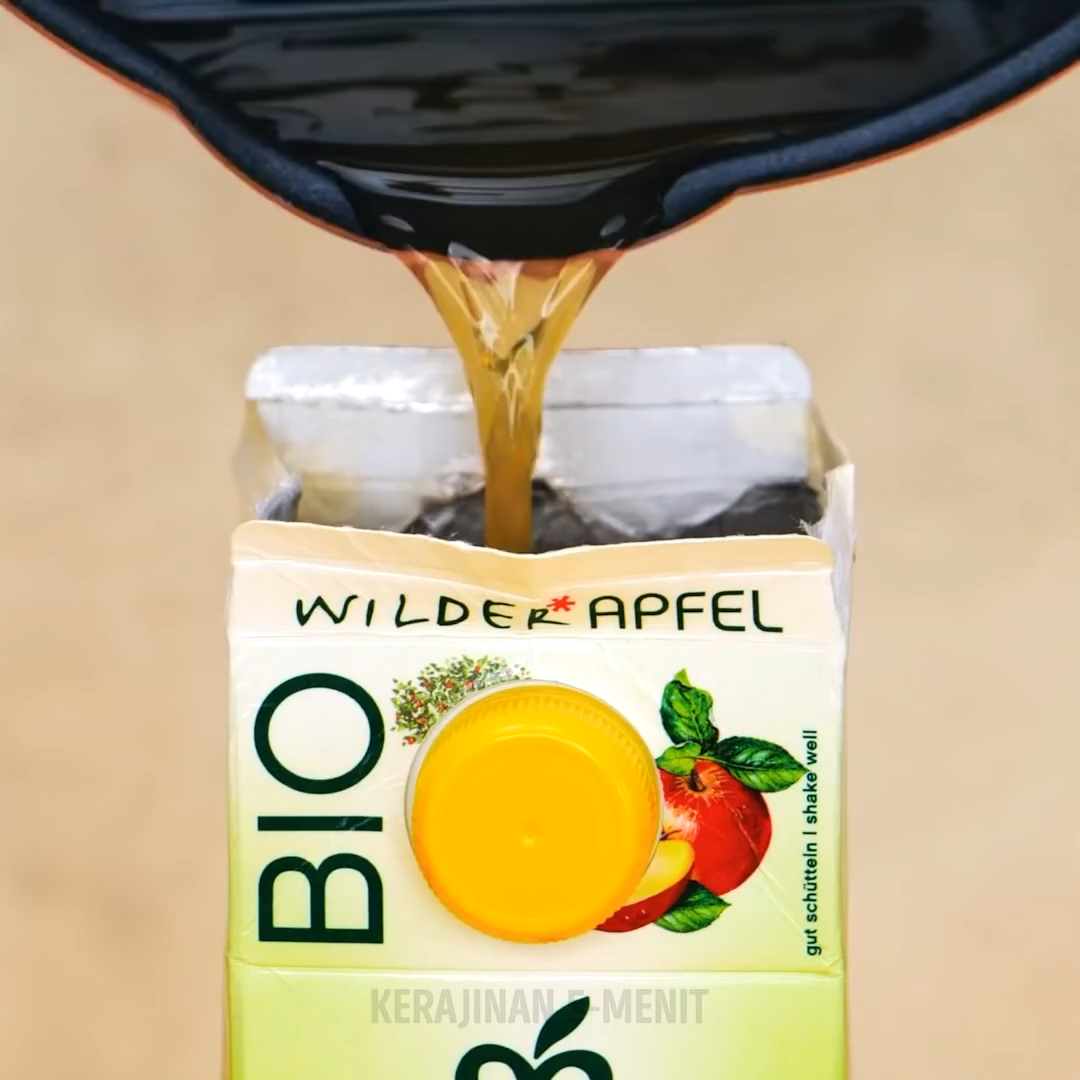 WILDER* APFEL
BIO
gut schütteln | shake well
KERAJINAN 5-MENIT